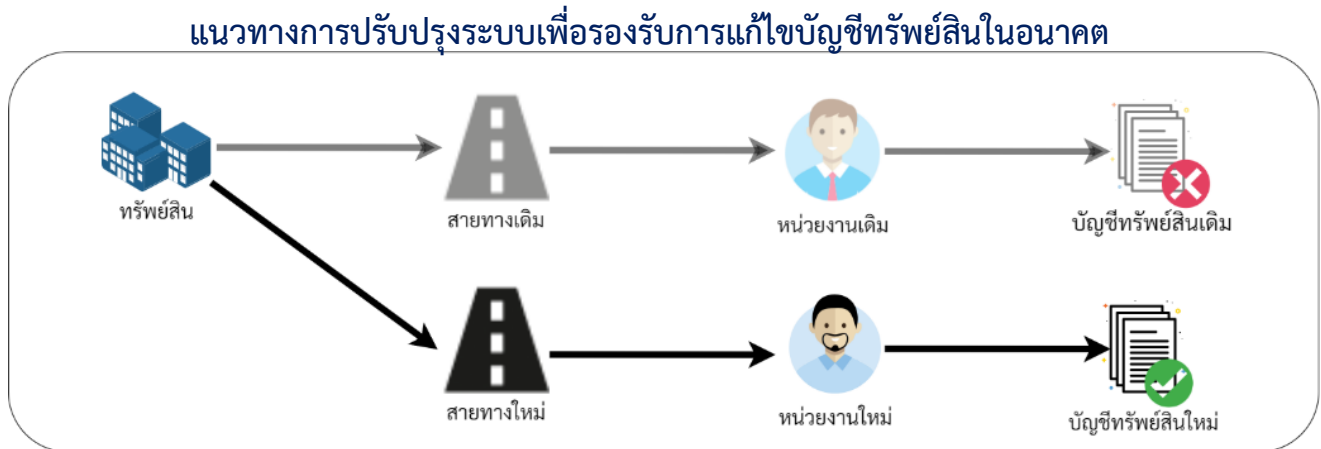 แนวทางการปรับปรุงระบบเพื่อรองรับการแก้ไขบัญชีทรัพย์สินในอนาคต
ทรัพย์สิน
สายทางเดิม
หน่วยงานเดิม
บัญชีทรัพย์สินเดิม
สายทางใหม่
หน่วยงานใหม่
บัญชีทรัพย์สินใหม่